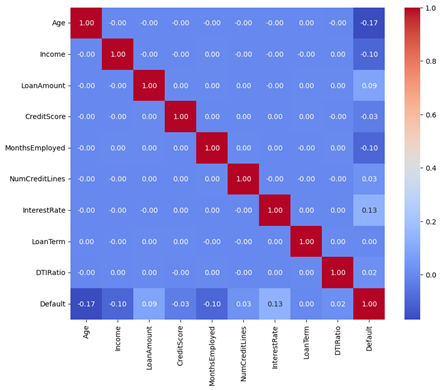 Age 1.00 -0.00 -0.00 -0.00 -0.00 -0.00 -0.00 0.00 -0.00 -0.17
Income -0.00 1.00 -0.00 -0.00 0.00 -0.00 -0.00 -0.00 0.00 -0.10
LoanAmount -0.00 -0.00 1.00 0.00 0.00 0.00 -0.00 0.00 0.00 0.09
CreditScore -0.00 -0.00 0.00 1.00 0.00 0.00 0.00 0.00 -0.00 -0.03
MonthsEmployed -0.00 0.00 0.00 0.00 1.00 0.00 0.00 -0.00 0.00 -0.10
NumCreditLines -0.00 -0.00 0.00 0.00 0.00 1.00 -0.00 -0.00 0.00 0.03
InterestRate -0.00 -0.00 -0.00 0.00 0.00 -0.00 1.00 0.00 0.00 0.13
LoanTerm 0.00 -0.00 0.00 0.00 -0.00 -0.00 0.00 1.00 0.00 0.00
DTIRatio -0.00 0.00 0.00 -0.00 0.00 0.00 0.00 0.00 1.00 0.02
Default -0.17 -0.10 0.09 -0.03 -0.10 0.03 0.13 0.00 0.02 1.00
Age Income LoanAmount CreditScore MonthsEmployed NumCreditLines InterestRate LoanTerm DTIRatio Default
1.0
0.8
0.6
0.4
0.2
0.0